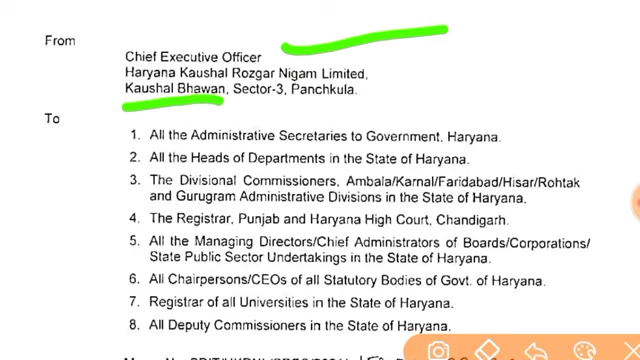 From
Chief Executive Officer
Haryana Kaushal Rozgar Nigam Limited,
Kaushal Bhawan, Sector-3, Panchkula.
To
1. All the Administrative Secretaries to Government, Haryana.
2. All the Heads of Departments in the State of Haryana.
3. The Divisional Commissioners, Ambala/Karnal/Faridabad/Hisar/Rohtak
and Gurugram Administrative Divisions in the State of Haryana.
4. The Registrar, Punjab and Haryana High Court, Chandigarh.
5. All the Managing Directors/Chief Administrators of Boards/Corporations/
State Public Sector Undertakings in the State of Haryana.
6. All Chairpersons/CEOs of all Statutory Bodies of Govt. of Haryana.
7. Registrar of all Universities in the State of Haryana.
8. All Deputy Commissioners in the State of Haryana.